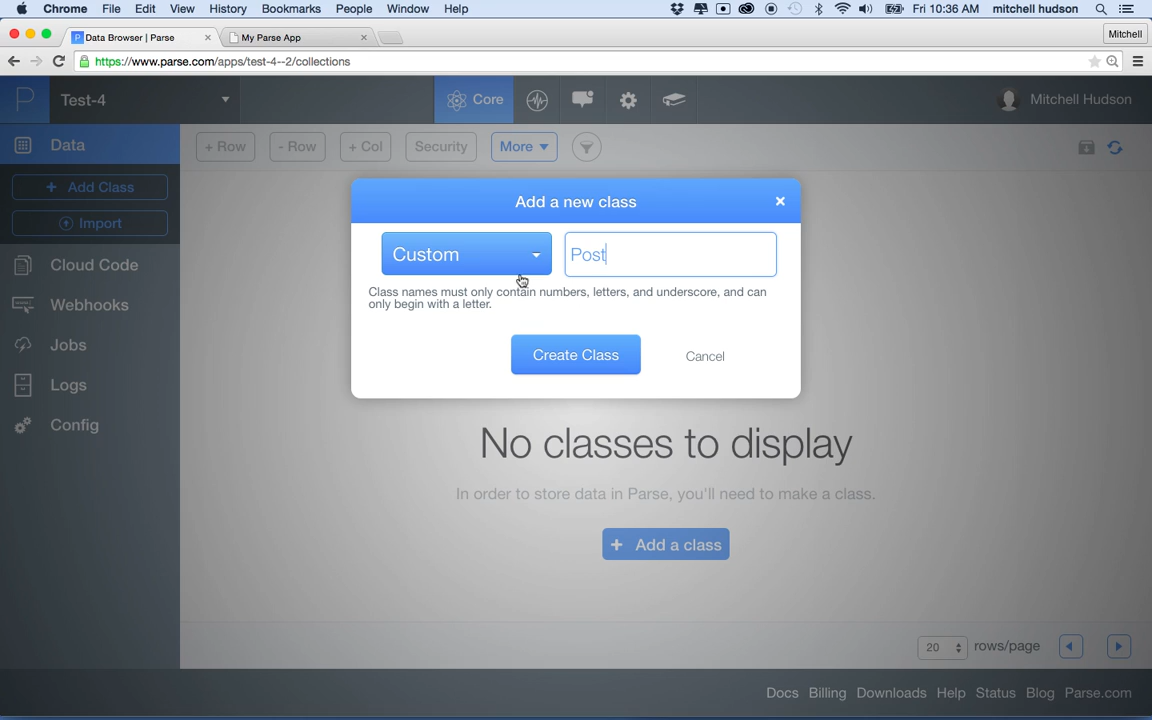 Chrome File Edit View History Bookmarks People Window Help Fri 10:36 AM mitchell hudson
Data Browser | Parse My Parse App Mitchell
https://www.parse.com/apps/test-4--2/collections
Test-4 Core Mitchell Hudson
Data + Row - Row + Col Security More
+ Add Class
Import
Cloud Code
Webhooks
Jobs
Logs
Config
Add a new class ×
Custom Post
Class names must only contain numbers, letters, and underscore, and can
only begin with a letter.
Create Class Cancel
No classes to display
In order to store data in Parse, you'll need to make a class.
+ Add a class
20 rows/page
Docs Billing Downloads Help Status Blog Parse.com